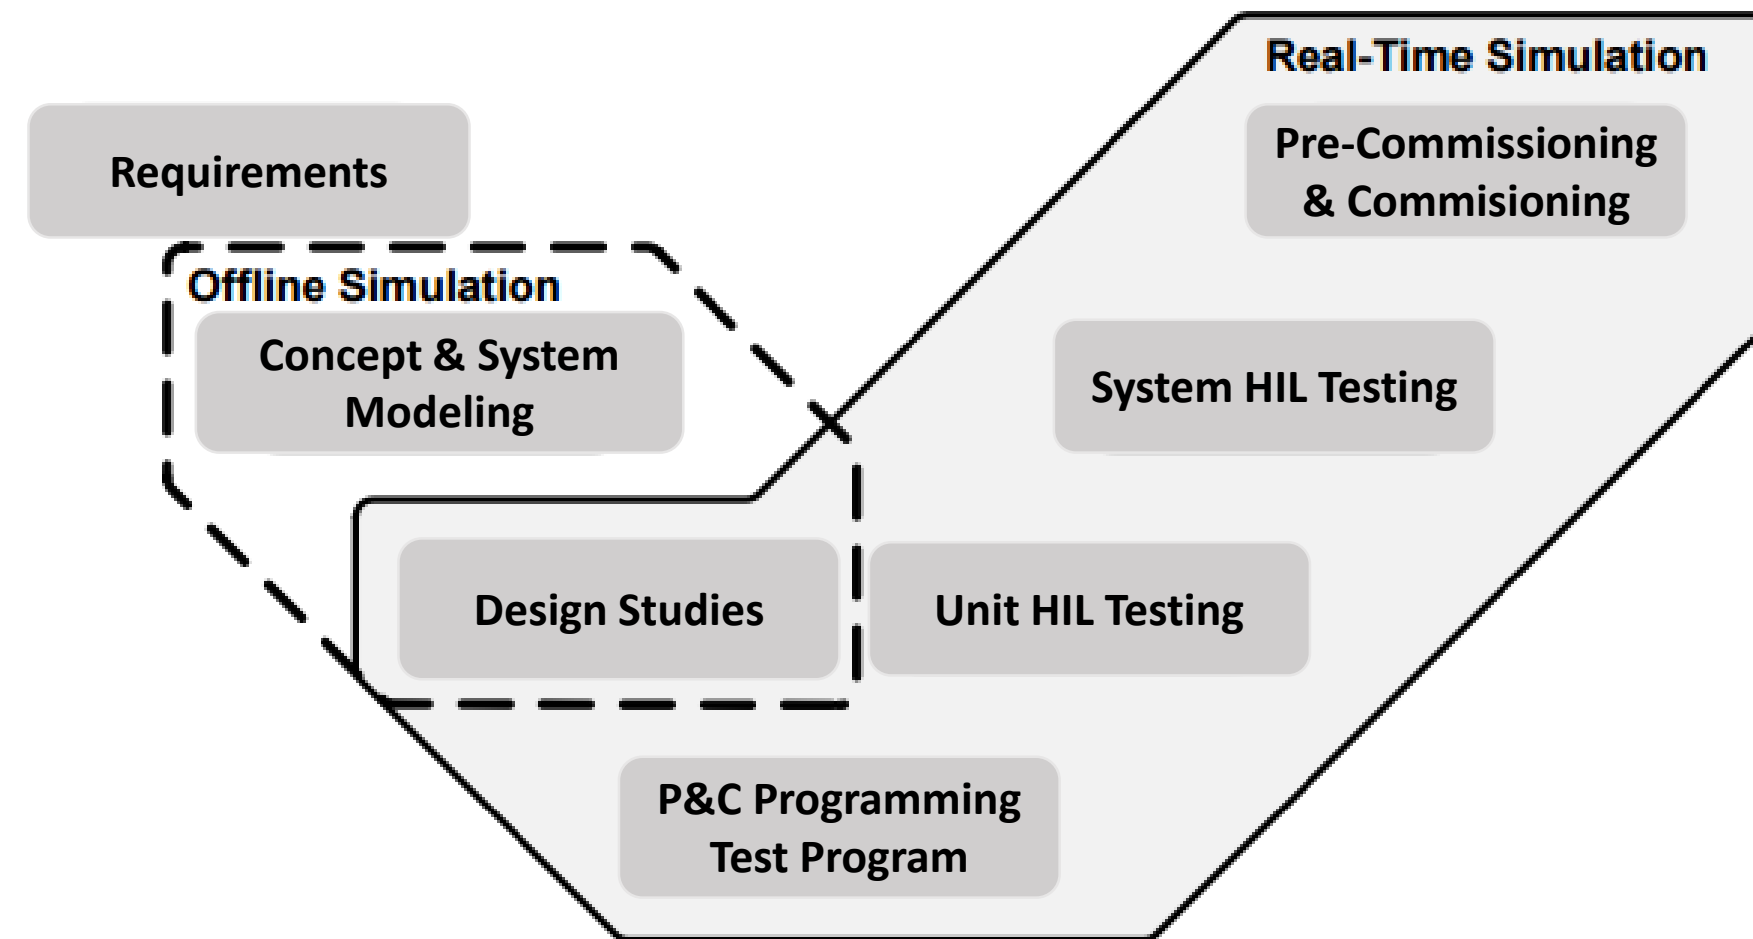 Real-Time Simulation
Requirements
Pre-Commissioning
& Commisioning
Offline Simulation
Concept & System
Modeling
System HIL Testing
Design Studies
Unit HIL Testing
P&C Programming
Test Program